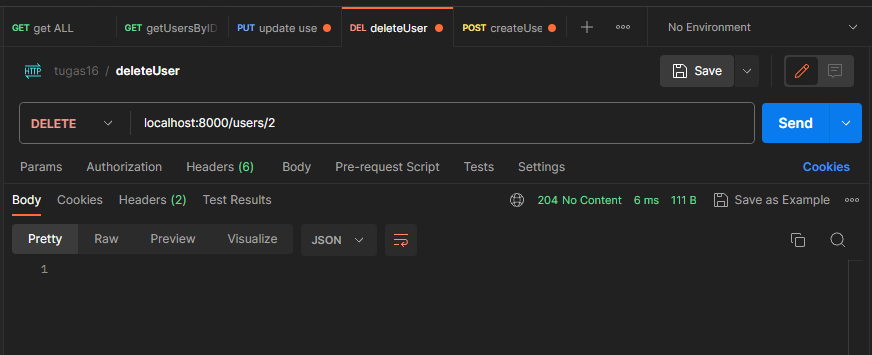 GET get ALL GET getUsersByID PUT update use DEL deleteUser POST createUse No Environment
HTTP tugas16 / deleteUser Save
DELETE localhost:8000/users/2 Send
Params Authorization Headers (6) Body Pre-request Script Tests Settings Cookies
Body Cookies Headers (2) Test Results 204 No Content 6 ms 111 B Save as Example
Pretty Raw Preview Visualize JSON
1